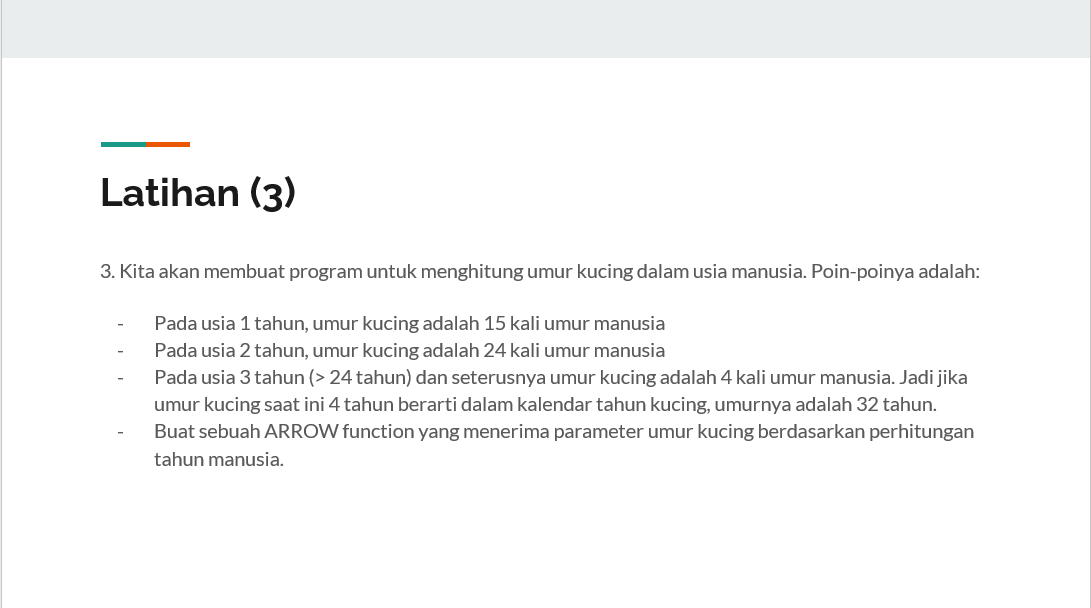 Latihan (3)
3. Kita akan membuat program untuk menghitung umur kucing dalam usia manusia. Poin-poinya adalah:
- Pada usia 1 tahun, umur kucing adalah 15 kali umur manusia
- Pada usia 2 tahun, umur kucing adalah 24 kali umur manusia
- Pada usia 3 tahun (> 24 tahun) dan seterusnya umur kucing adalah 4 kali umur manusia. Jadi jika
umur kucing saat ini 4 tahun berarti dalam kalendar tahun kucing, umurnya adalah 32 tahun.
- Buat sebuah ARROW function yang menerima parameter umur kucing berdasarkan perhitungan
tahun manusia.